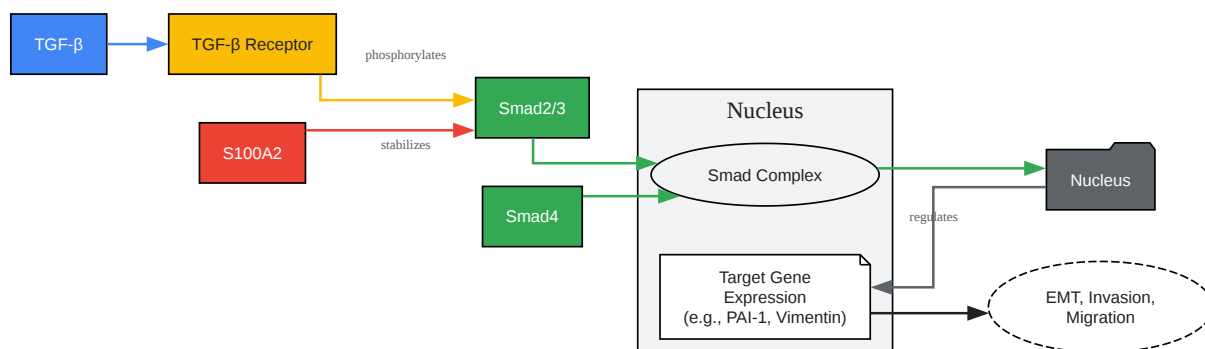 TGF-β
TGF-β Receptor
phosphorylates
Smad2/3
S100A2
stabilizes
Smad4
Nucleus
Smad Complex
Nucleus
regulates
Target Gene
Expression
(e.g., PAI-1, Vimentin)
EMT, Invasion,
Migration